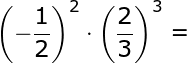 (−1/2)² · (2/3)³ =